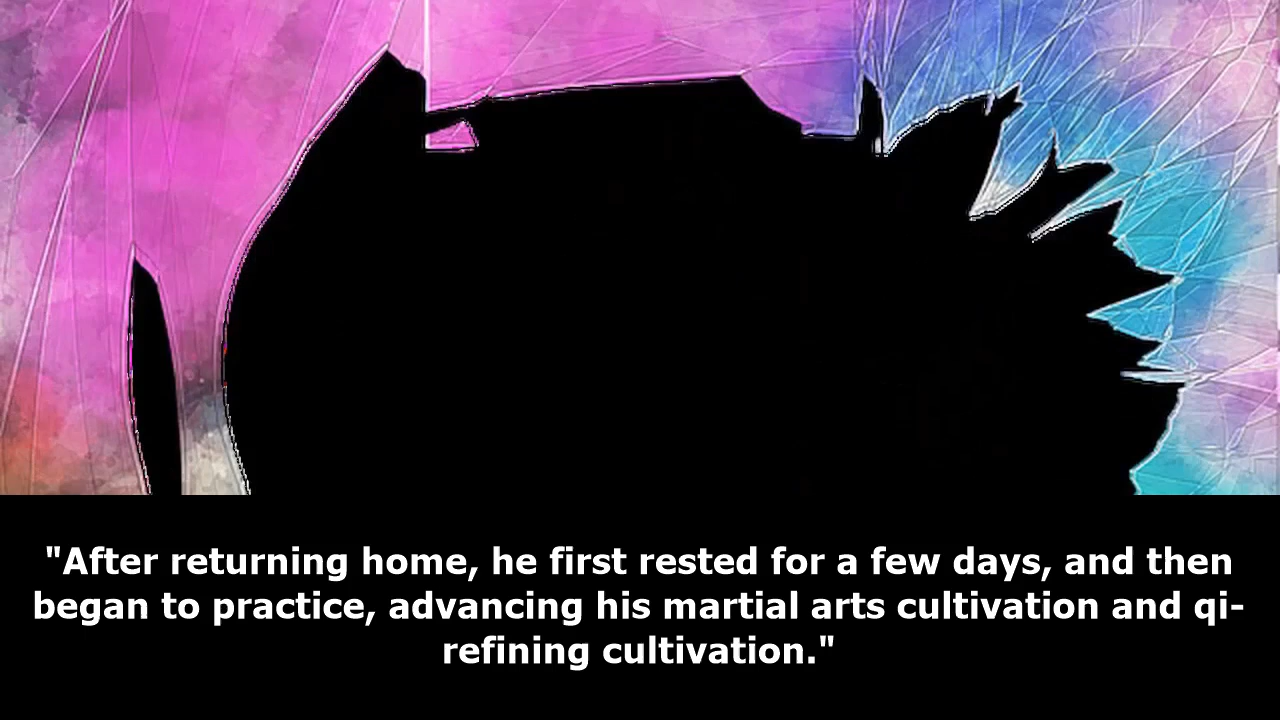 "After returning home, he first rested for a few days, and then
began to practice, advancing his martial arts cultivation and qi-
refining cultivation."